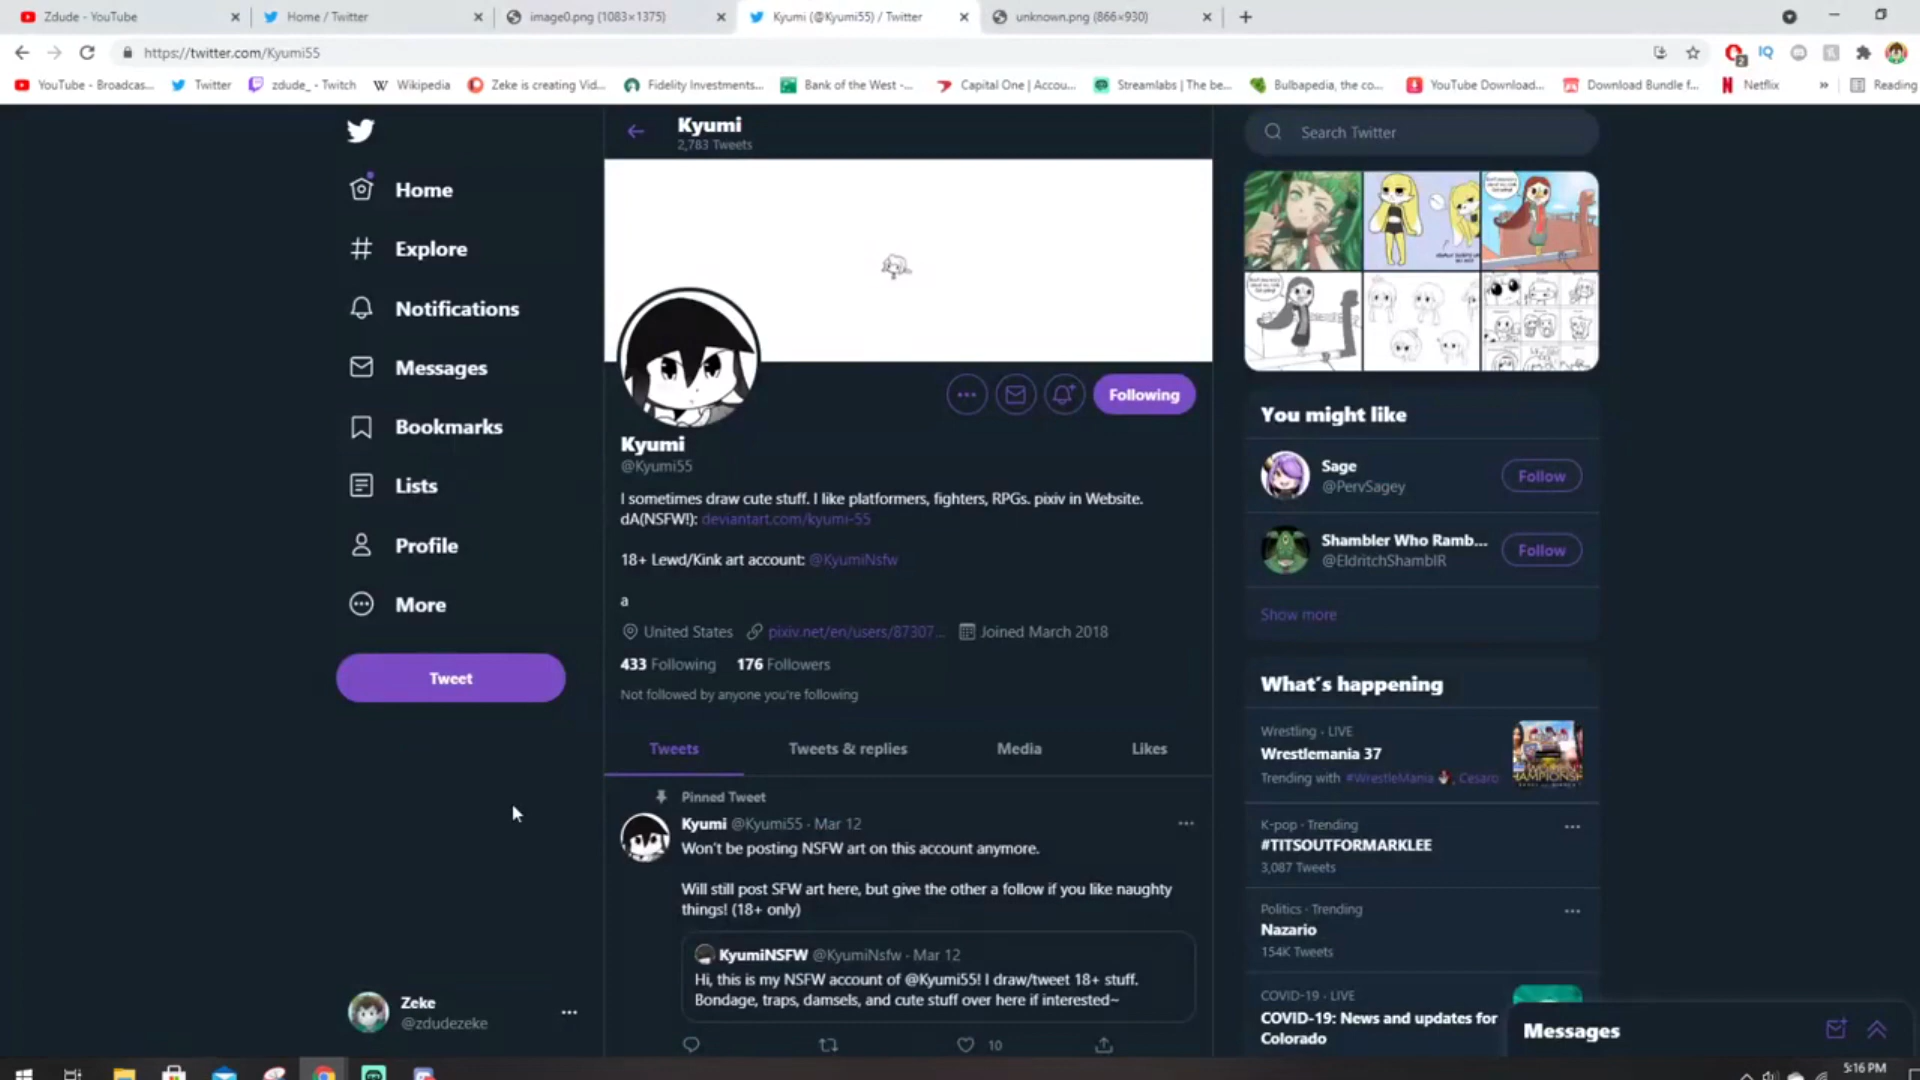 Zdude - YouTube
Home / Twitter
image0.png (1083×1375)
Kyumi (@Kyumi55) / Twitter
unknown.png (866×930)
https://twitter.com/Kyumi55
2
YouTube - Broadcas...
Twitter
zdude_ - Twitch
Wikipedia
Zeke is creating Vid...
Fidelity Investments...
Bank of the West -...
Capital One | Accou...
Streamlabs | The be...
Bulbapedia, the co...
YouTube Download...
Download Bundle f...
Netflix
Reading
Kyumi
2,783 Tweets
Search Twitter
Home
Explore
Notifications
Messages
Bookmarks
Lists
Profile
More
Tweet
Following
Kyumi
@Kyumi55
I sometimes draw cute stuff. I like platformers, fighters, RPGs. pixiv in Website.
dA(NSFW!): deviantart.com/kyumi-55
18+ Lewd/Kink art account: @KyumiNsfw
a
United States
pixiv.net/en/users/87307...
Joined March 2018
433 Following
176 Followers
Not followed by anyone you're following
Tweets
Tweets & replies
Media
Likes
Pinned Tweet
Kyumi @Kyumi55 · Mar 12
Won't be posting NSFW art on this account anymore.
Will still post SFW art here, but give the other a follow if you like naughty
things! (18+ only)
KyumiNSFW @KyumiNsfw · Mar 12
Hi, this is my NSFW account of @Kyumi55! I draw/tweet 18+ stuff.
Bondage, traps, damsels, and cute stuff over here if interested~
10
You might like
Sage
@PervSagey
Follow
Shambler Who Ramb...
@EldritchShamblR
Follow
Show more
What's happening
Wrestling · LIVE
Wrestlemania 37
Trending with #WrestleMania, Cesaro
K-pop · Trending
#TITSOUTFORMARKLEE
3,087 Tweets
Politics · Trending
Nazario
154K Tweets
COVID-19 · LIVE
COVID-19: News and updates for
Colorado
Messages
Zeke
@zdudezeke
5:16 PM